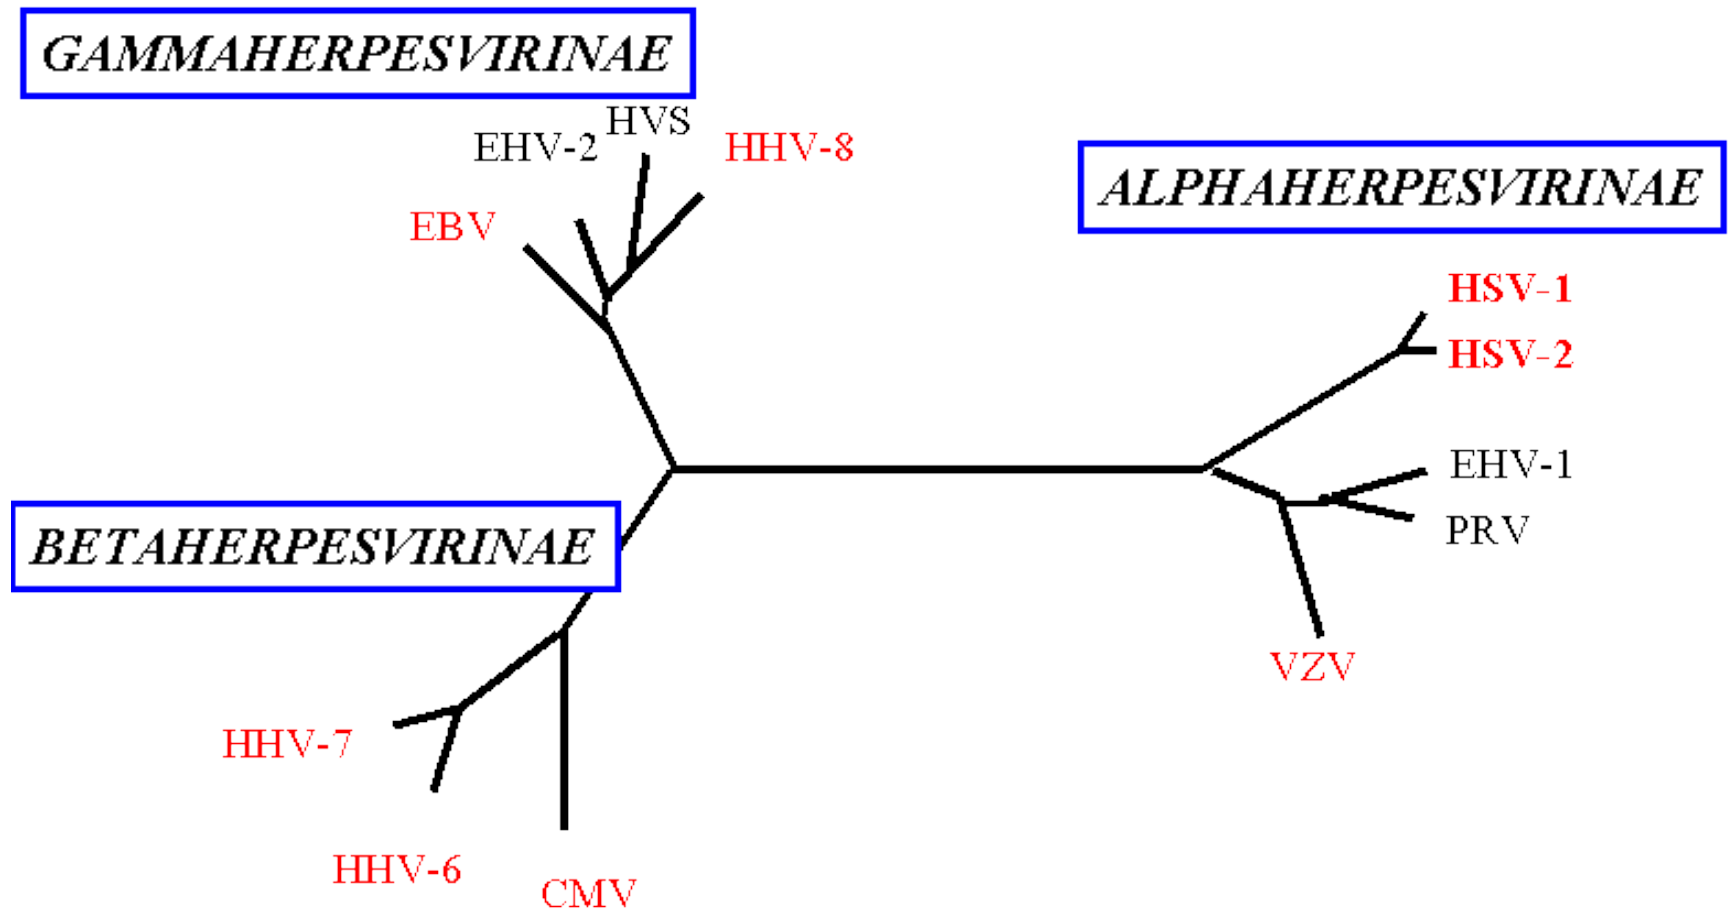 GAMMAHERPESVIRINAE
HVS
EHV-2
HHV-8
EBV
ALPHAHERPESVIRINAE
HSV-1
HSV-2
EHV-1
PRV
VZV
BETAHERPESVIRINAE
HHV-7
HHV-6
CMV